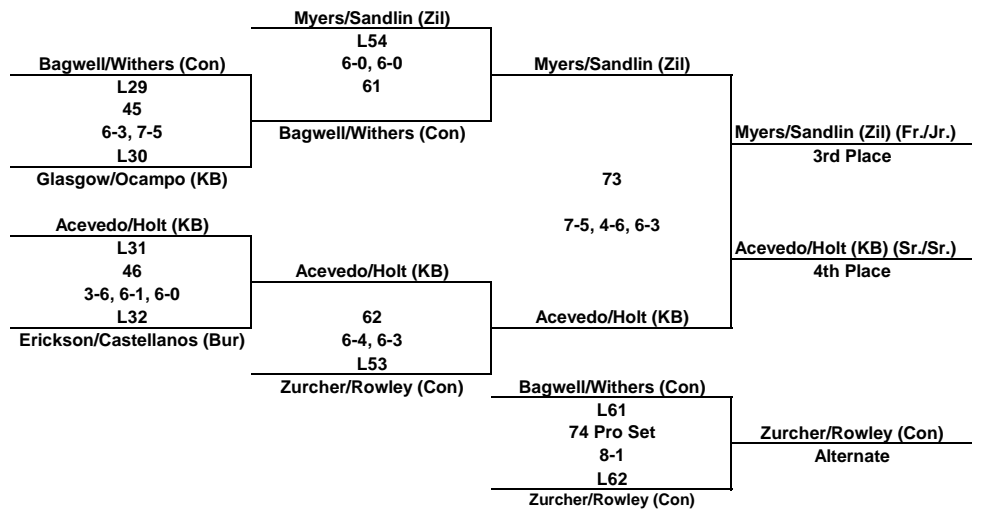 Myers/Sandlin (Zil)
L54
6-0, 6-0
61
Bagwell/Withers (Con)
Bagwell/Withers (Con)
L29
45
6-3, 7-5
L30
Glasgow/Ocampo (KB)
Myers/Sandlin (Zil)
Myers/Sandlin (Zil) (Fr./Jr.)
3rd Place
73
7-5, 4-6, 6-3
Acevedo/Holt (KB)
L31
46
3-6, 6-1, 6-0
L32
Erickson/Castellanos (Bur)
Acevedo/Holt (KB)
62
6-4, 6-3
L53
Zurcher/Rowley (Con)
Acevedo/Holt (KB)
Acevedo/Holt (KB) (Sr./Sr.)
4th Place
Bagwell/Withers (Con)
L61
74 Pro Set
8-1
L62
Zurcher/Rowley (Con)
Zurcher/Rowley (Con)
Alternate